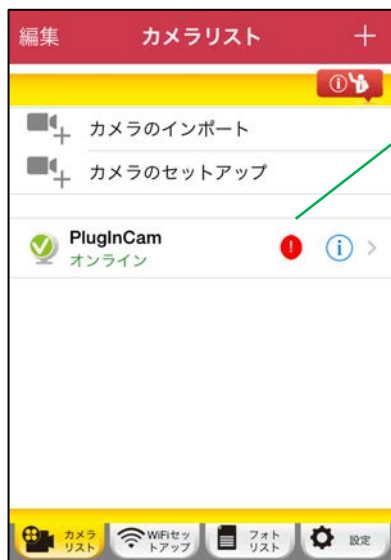 編集
カメラリスト
カメラのインポート
カメラのセットアップ
PlugInCam
オンライン
カメラ
リスト
WiFiセッ
トアップ
フォト
リスト
設定